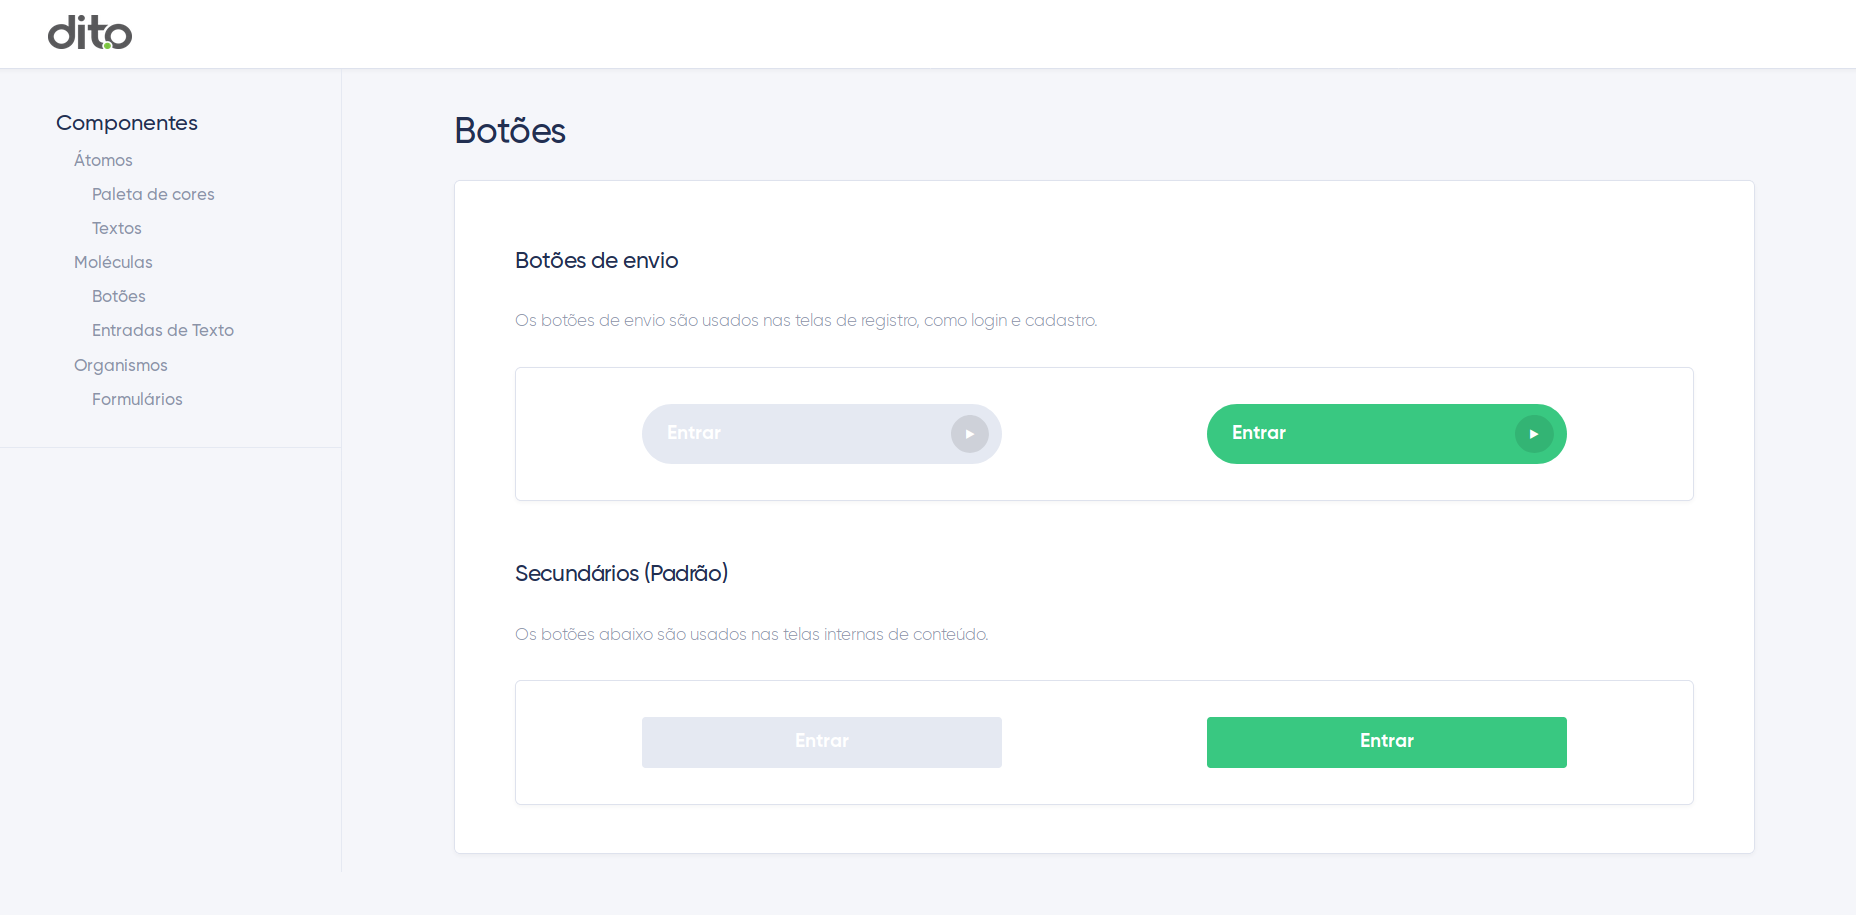 dito
Componentes
Átomos
Paleta de cores
Textos
Moléculas
Botões
Entradas de Texto
Organismos
Formulários
Botões
Botões de envio
Os botões de envio são usados nas telas de registro, como login e cadastro.
Entrar
Entrar
Secundários (Padrão)
Os botões abaixo são usados nas telas internas de conteúdo.
Entrar
Entrar